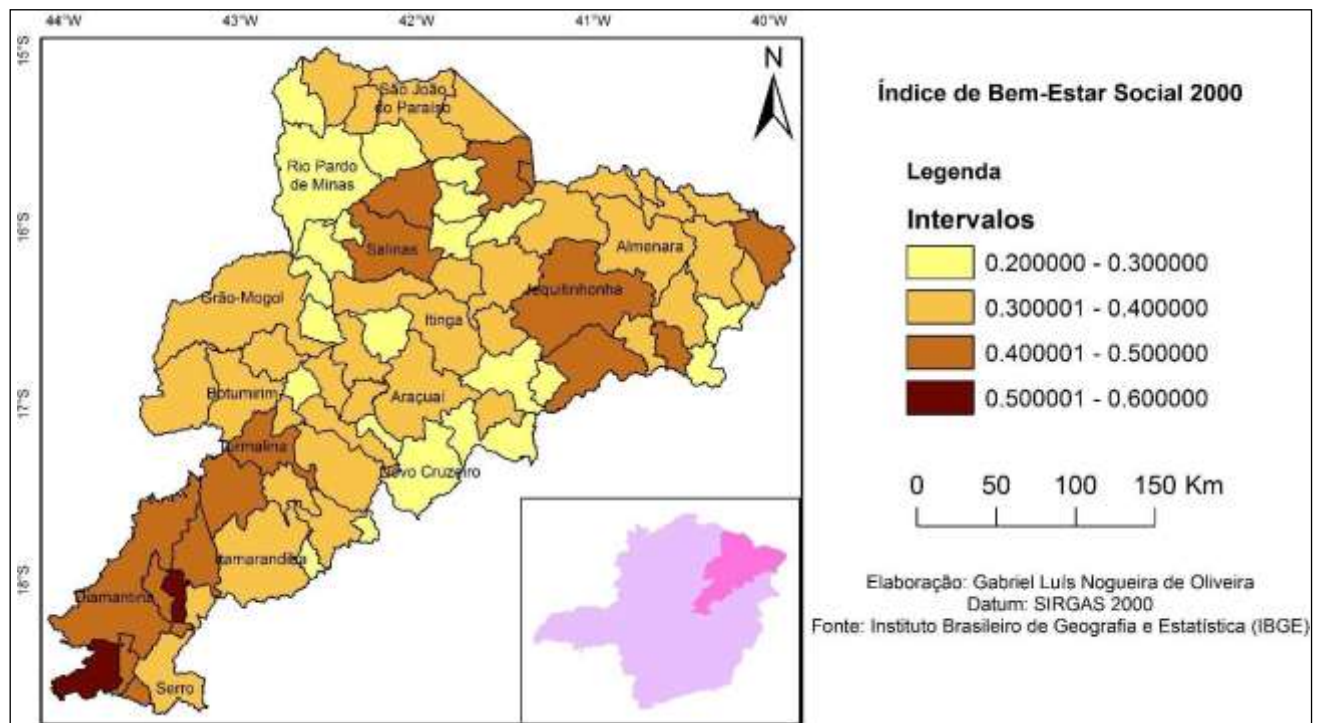 44°W 43°W 42°W 41°W 40°W
15°S
16°S
17°S
18°S
N
São João
do Paraíso
Rio Pardo
de Minas
Salinas
Almenara
Grão-Mogol
Jequitinhonha
Itinga
Botumirim
Araçuaí
Turmalina
Novo Cruzeiro
Itamarandiba
Diamantina
Serro
Índice de Bem-Estar Social 2000
Legenda
Intervalos
0.200000 - 0.300000
0.300001 - 0.400000
0.400001 - 0.500000
0.500001 - 0.600000
0 50 100 150 Km
Elaboração: Gabriel Luís Nogueira de Oliveira
Datum: SIRGAS 2000
Fonte: Instituto Brasileiro de Geografia e Estatística (IBGE)